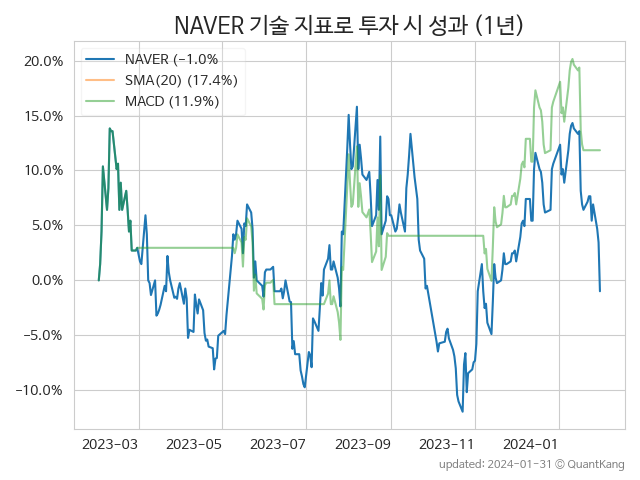 NAVER 기술 지표로 투자 시 성과 (1년)
NAVER (-1.0%
SMA(20) (17.4%)
MACD (11.9%)
20.0%
15.0%
10.0%
5.0%
0.0%
-5.0%
-10.0%
2023-03
2023-05
2023-07
2023-09
2023-11
2024-01
updated: 2024-01-31 © QuantKang